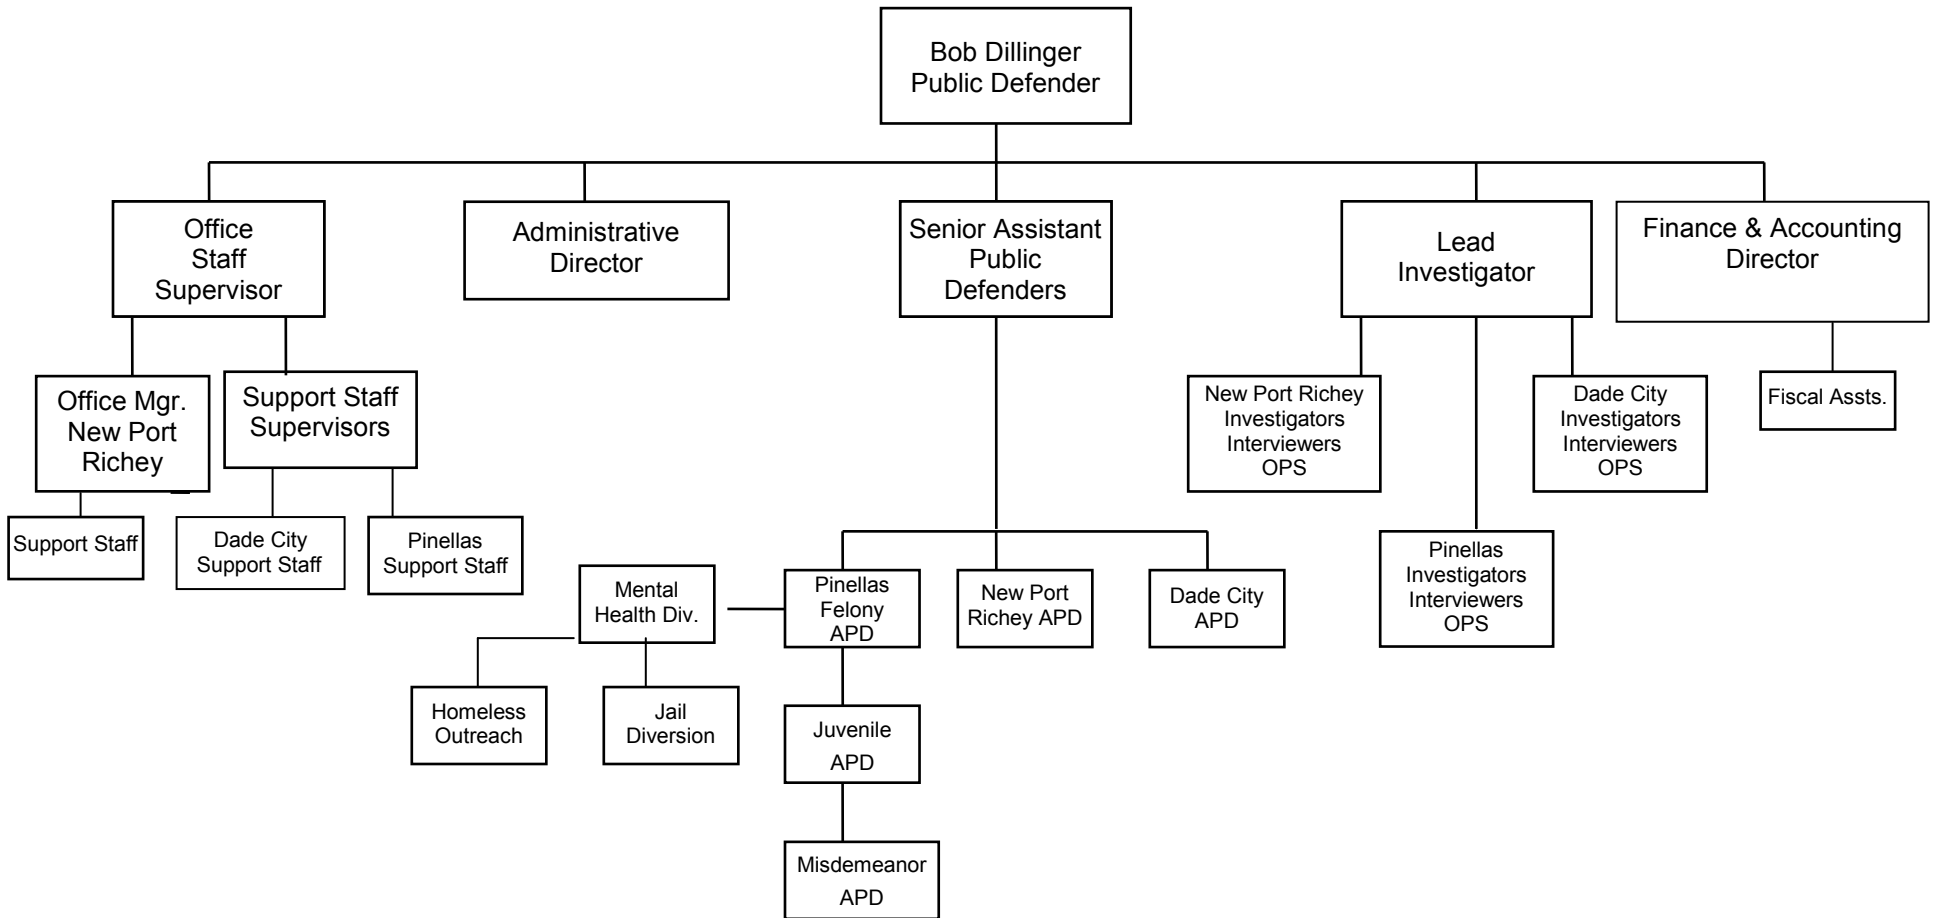 Bob Dillinger
Public Defender
Office
Staff
Supervisor
Administrative
Director
Senior Assistant
Public
Defenders
Lead
Investigator
Finance & Accounting
Director
Office Mgr.
New Port
Richey
Support Staff
Supervisors
New Port Richey
Investigators
Interviewers
OPS
Dade City
Investigators
Interviewers
OPS
Fiscal Assts.
Support Staff
Dade City
Support Staff
Pinellas
Support Staff
Pinellas
Investigators
Interviewers
OPS
Mental
Health Div.
Pinellas
Felony
APD
New Port
Richey APD
Dade City
APD
Homeless
Outreach
Jail
Diversion
Juvenile
APD
Misdemeanor
APD